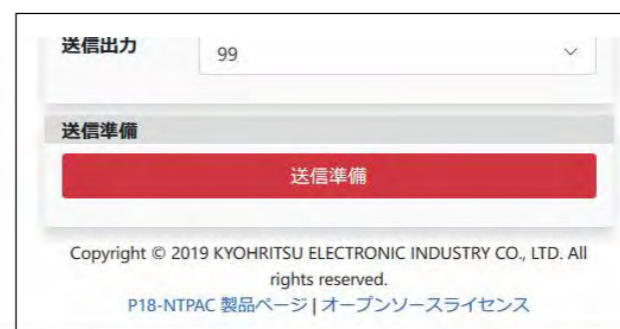 送信出力
99
送信準備
送信準備
Copyright © 2019 KYOHRITSU ELECTRONIC INDUSTRY CO., LTD. All
rights reserved.
P18-NTPAC 製品ページ | オープンソースライセンス